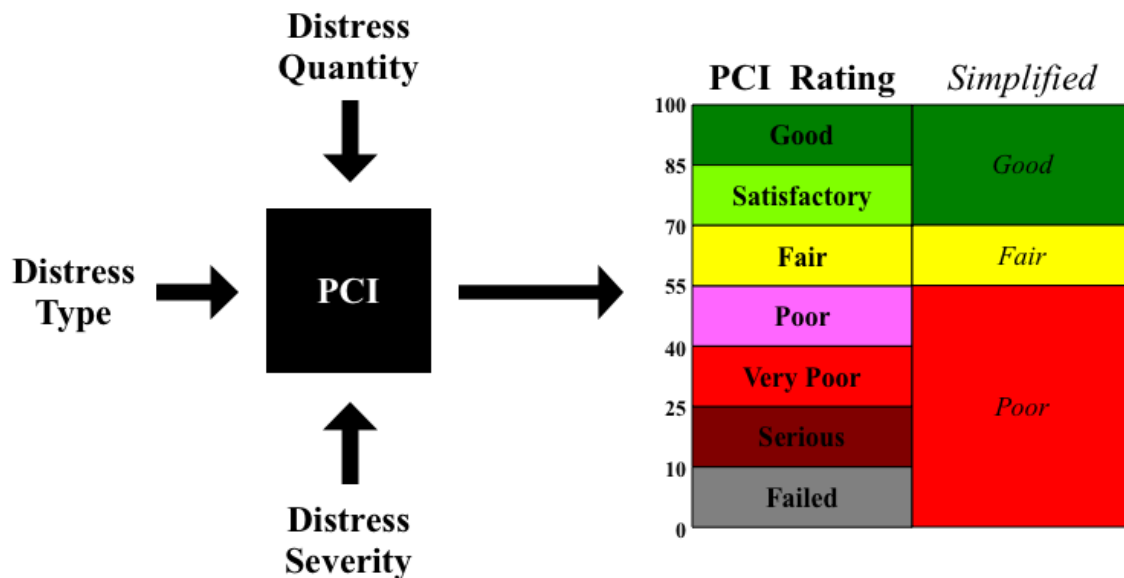 Distress
Quantity
Distress
Type
PCI
Distress
Severity
PCI Rating
Simplified
100
Good
85
Satisfactory
70
Fair
55
Poor
40
Very Poor
25
Serious
10
Failed
0
Good
Fair
Poor